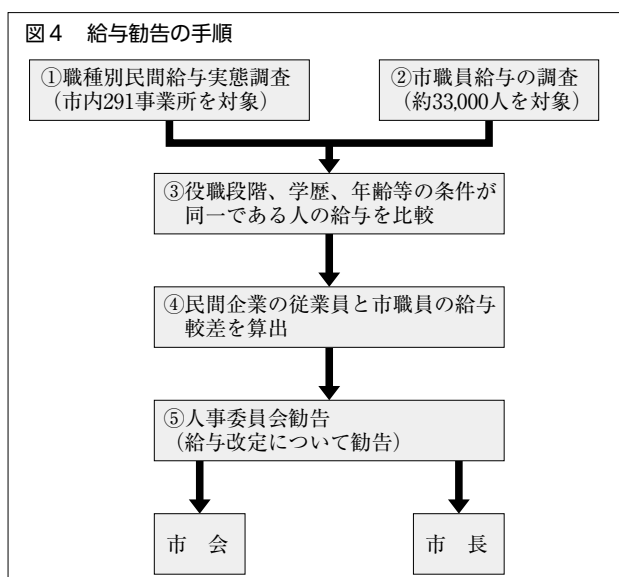 図4 給与勧告の手順
①職種別民間給与実態調査
（市内291事業所を対象）
②市職員給与の調査
（約33,000人を対象）
③役職段階、学歴、年齢等の条件が
同一である人の給与を比較
④民間企業の従業員と市職員の給与
較差を算出
⑤人事委員会勧告
（給与改定について勧告）
市　会
市　長